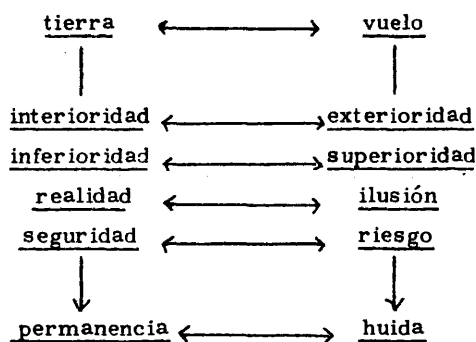 tierra vuelo
interioridad exterioridad
inferioridad superioridad
realidad ilusión
seguridad riesgo
permanencia huida